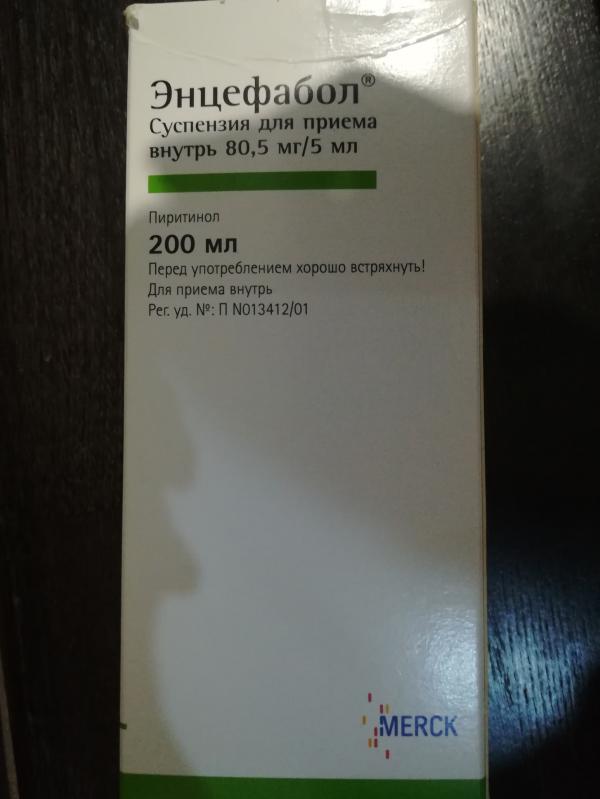 Энцефабол®
Суспензия для приема
внутрь 80,5 мг/5 мл
Пиритинол
200 мл
Перед употреблением хорошо встряхнуть!
Для приема внутрь
Рег. уд. №: П N013412/01
MERCK